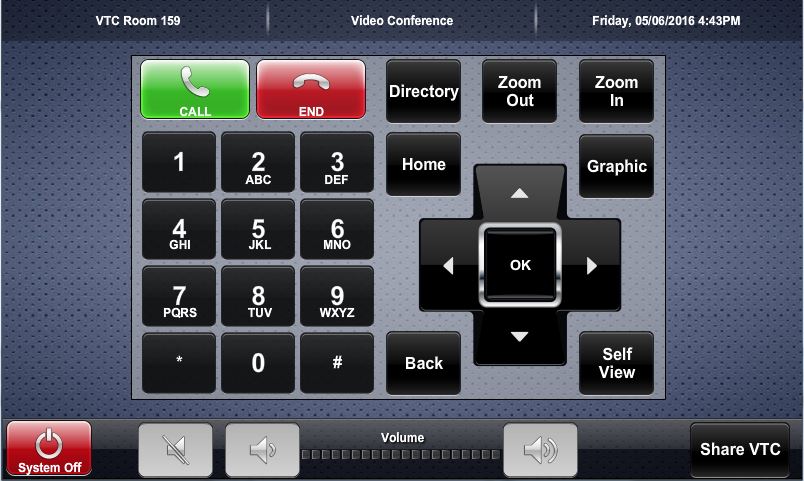 VTC Room 159
Video Conference
Friday, 05/06/2016 4:43PM
CALL
END
Directory
Zoom
Out
Zoom
In
1
2
ABC
3
DEF
Home
Graphic
4
GHI
5
JKL
6
MNO
OK
7
PQRS
8
TUV
9
WXYZ
*
0
#
Back
Self
View
System Off
Volume
Share VTC